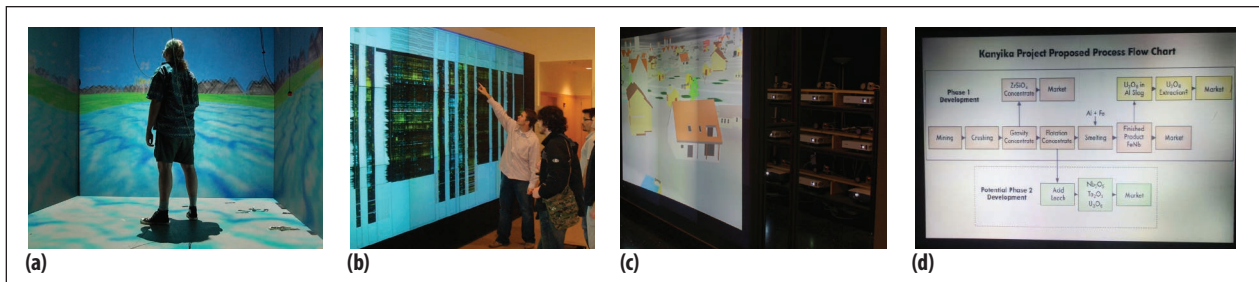 Kanyika Project Proposed Process Flow Chart
Phase 1
Development
ZrSiO₄
Concentrate
Market
U₃O₈ in
Al Slag
U₃O₈
Extraction?
Market
Al + Fe
Mining
Crushing
Gravity
Concentrate
Flotation
Concentrate
Smelting
Finished
Product
FeNb
Market
Potential Phase 2
Development
Acid
Leach
Nb₂O₅
Ta₂O₅
U₃O₈
Market
(a)
(b)
(c)
(d)